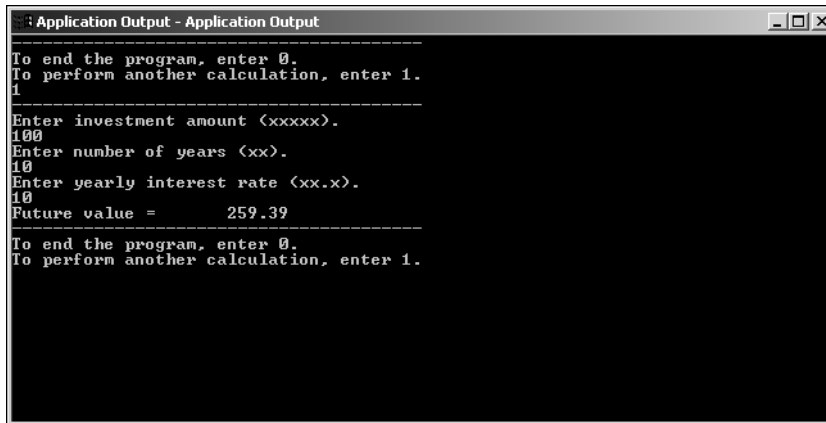 Application Output - Application Output
-----------------------------------------
To end the program, enter 0.
To perform another calculation, enter 1.
1
-----------------------------------------
Enter investment amount (xxxxx).
100
Enter number of years (xx).
10
Enter yearly interest rate (xx.x).
10
Future value =       259.39
-----------------------------------------
To end the program, enter 0.
To perform another calculation, enter 1.